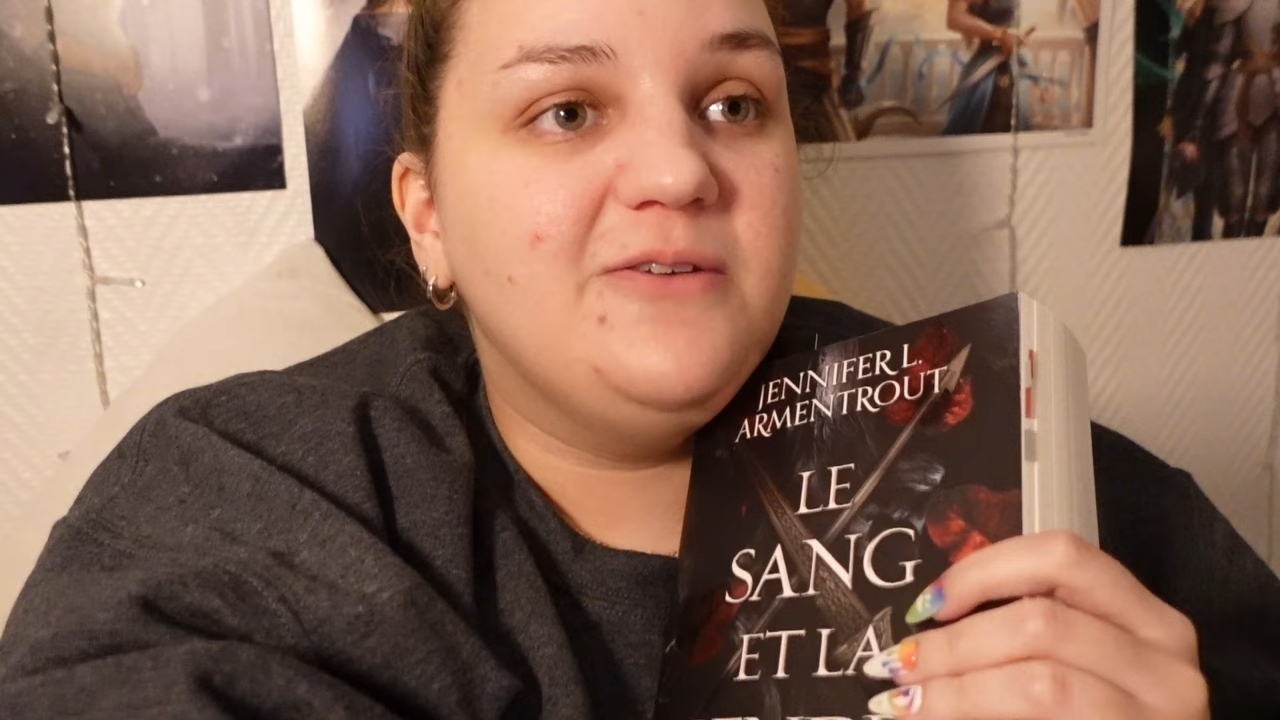 JENNIFER L.
ARMENTROUT
LE
SANG
ET LA